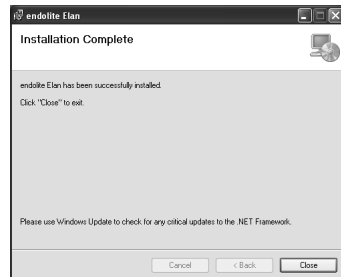 endolite Elan
Installation Complete
endolite Elan has been successfully installed.
Click "Close" to exit.
Please use Windows Update to check for any critical updates to the .NET Framework.
Cancel
< Back
Close